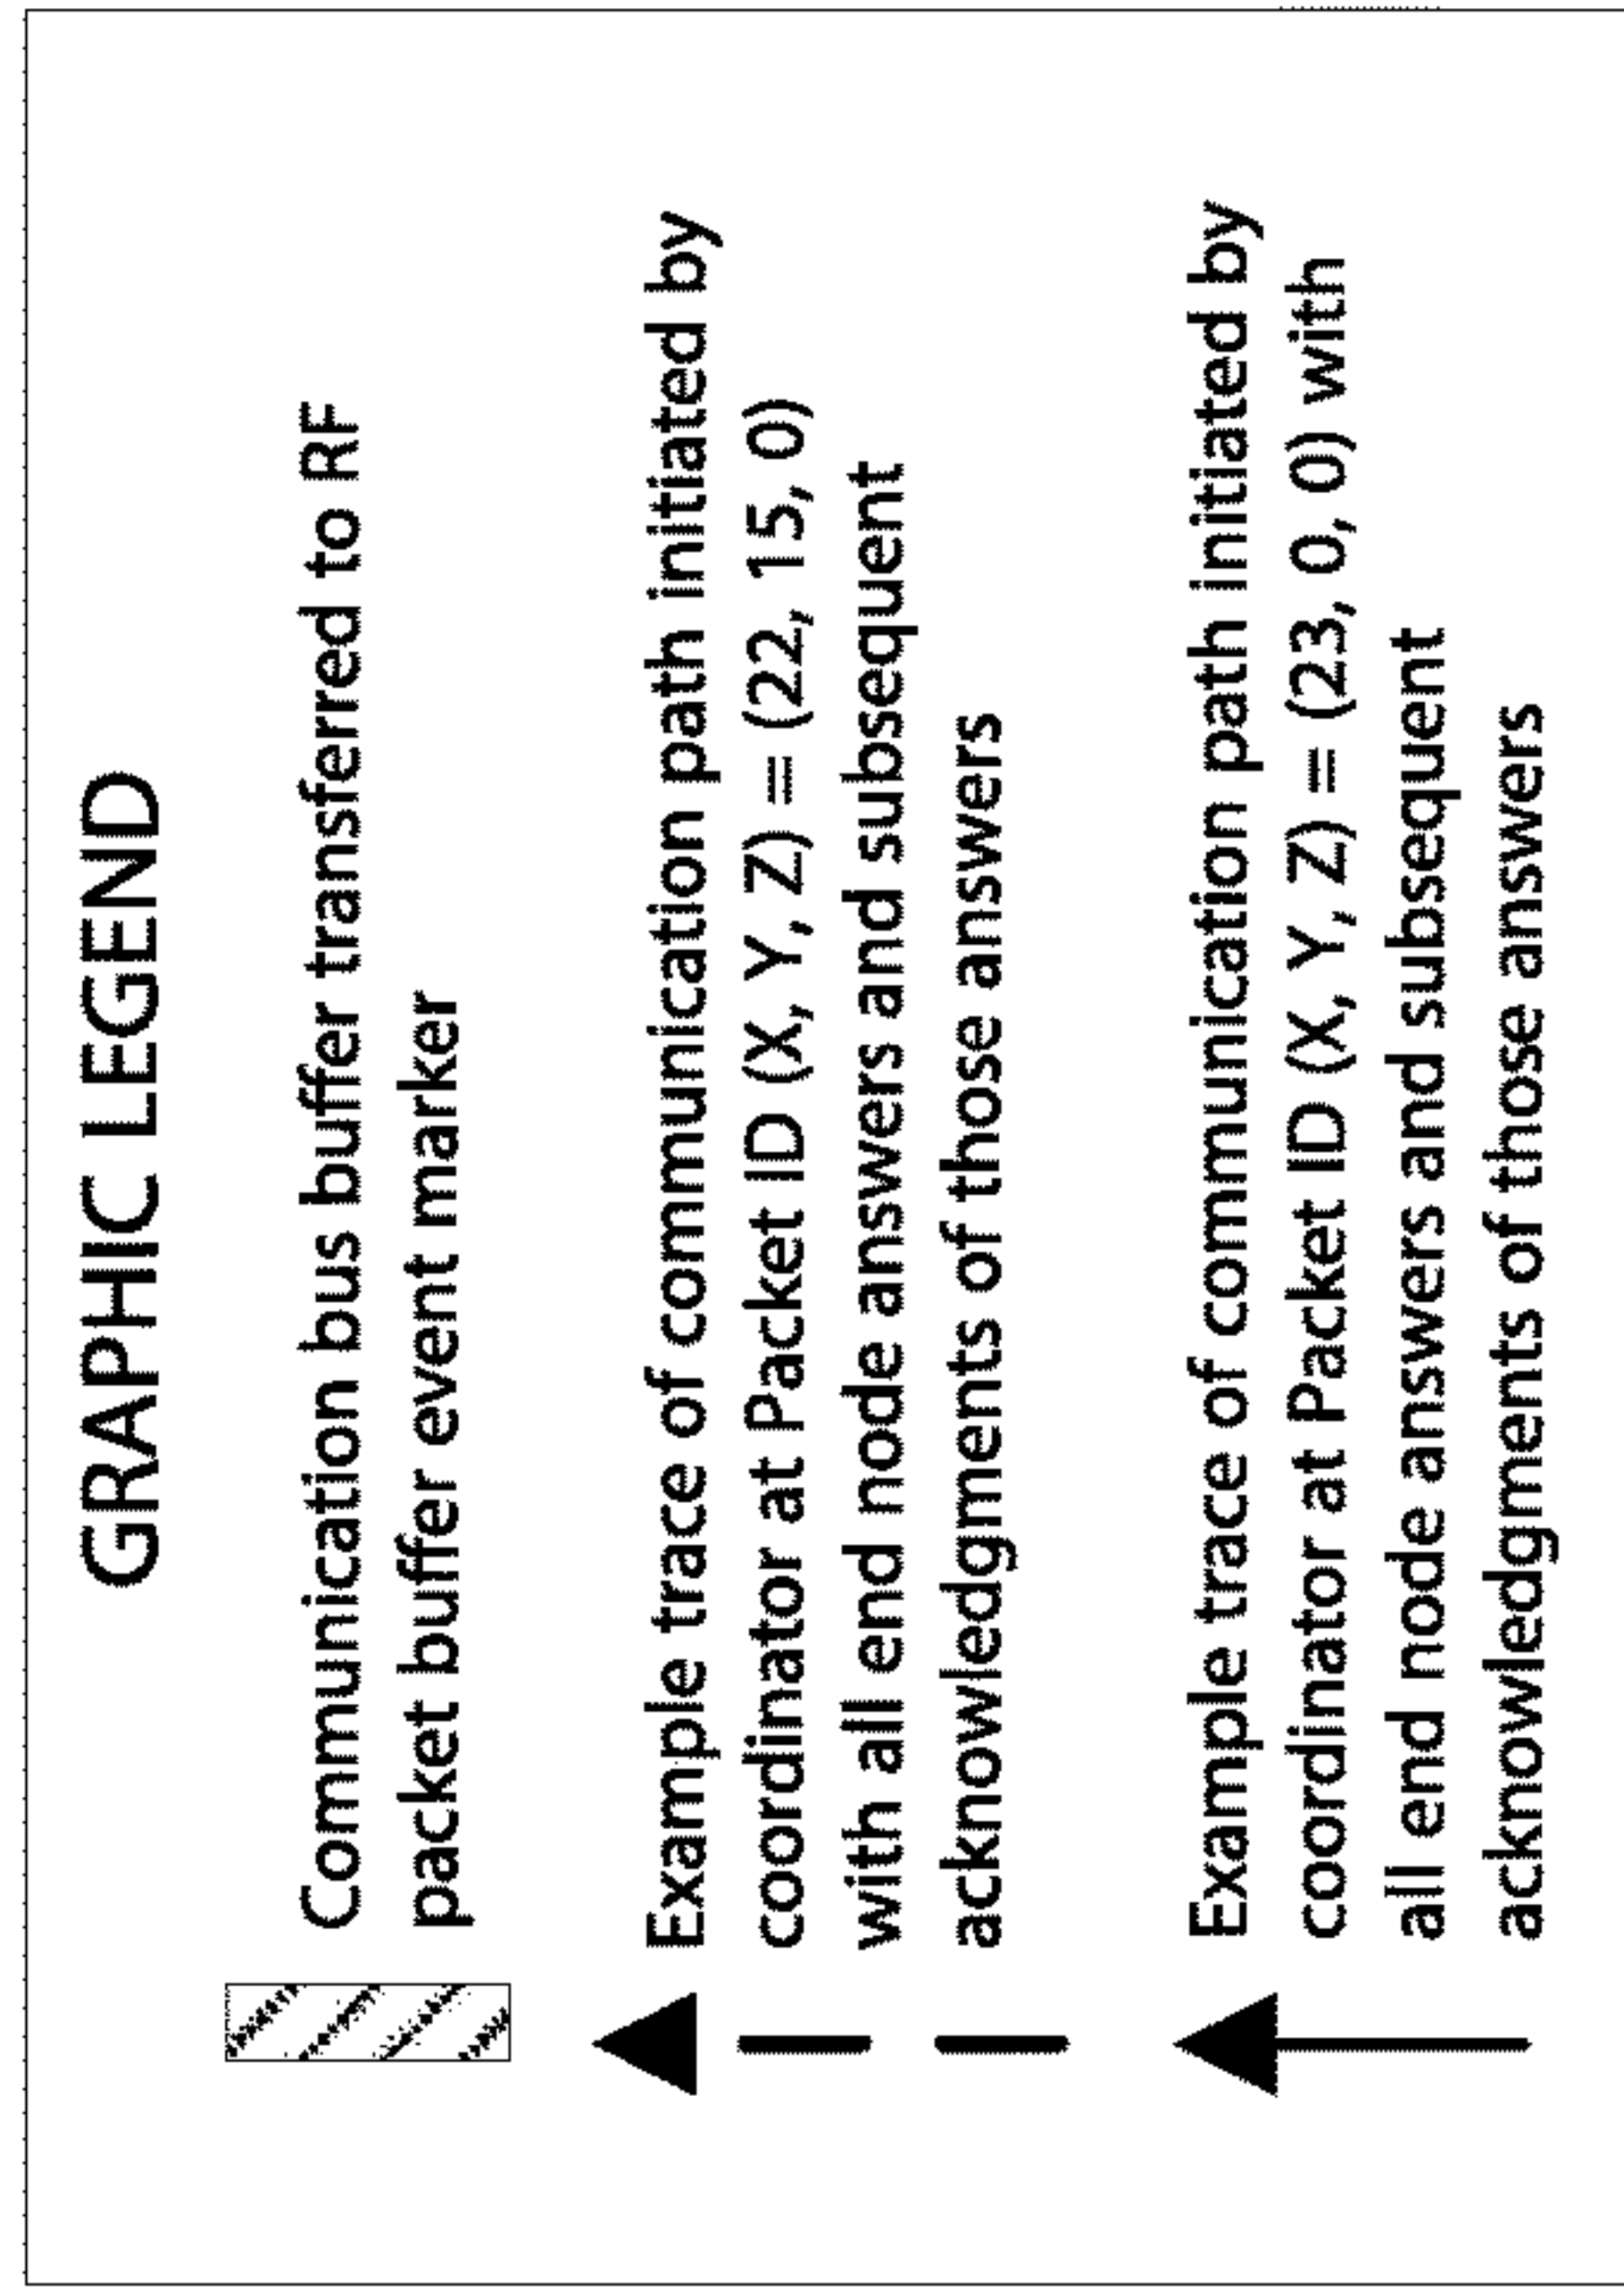 GRAPHIC LEGEND
Communication bus buffer transferred to RF
packet buffer event marker
Example trace of communication path initiated by
coordinator at Packet ID (X, Y, Z) = (22, 15, 0)
with all end node answers and subsequent
acknowledgments of those answers
Example trace of communication path initiated by
coordinator at Packet ID (X, Y, Z) = (23, 0, 0) with
all end node answers and subsequent
acknowledgments of those answers